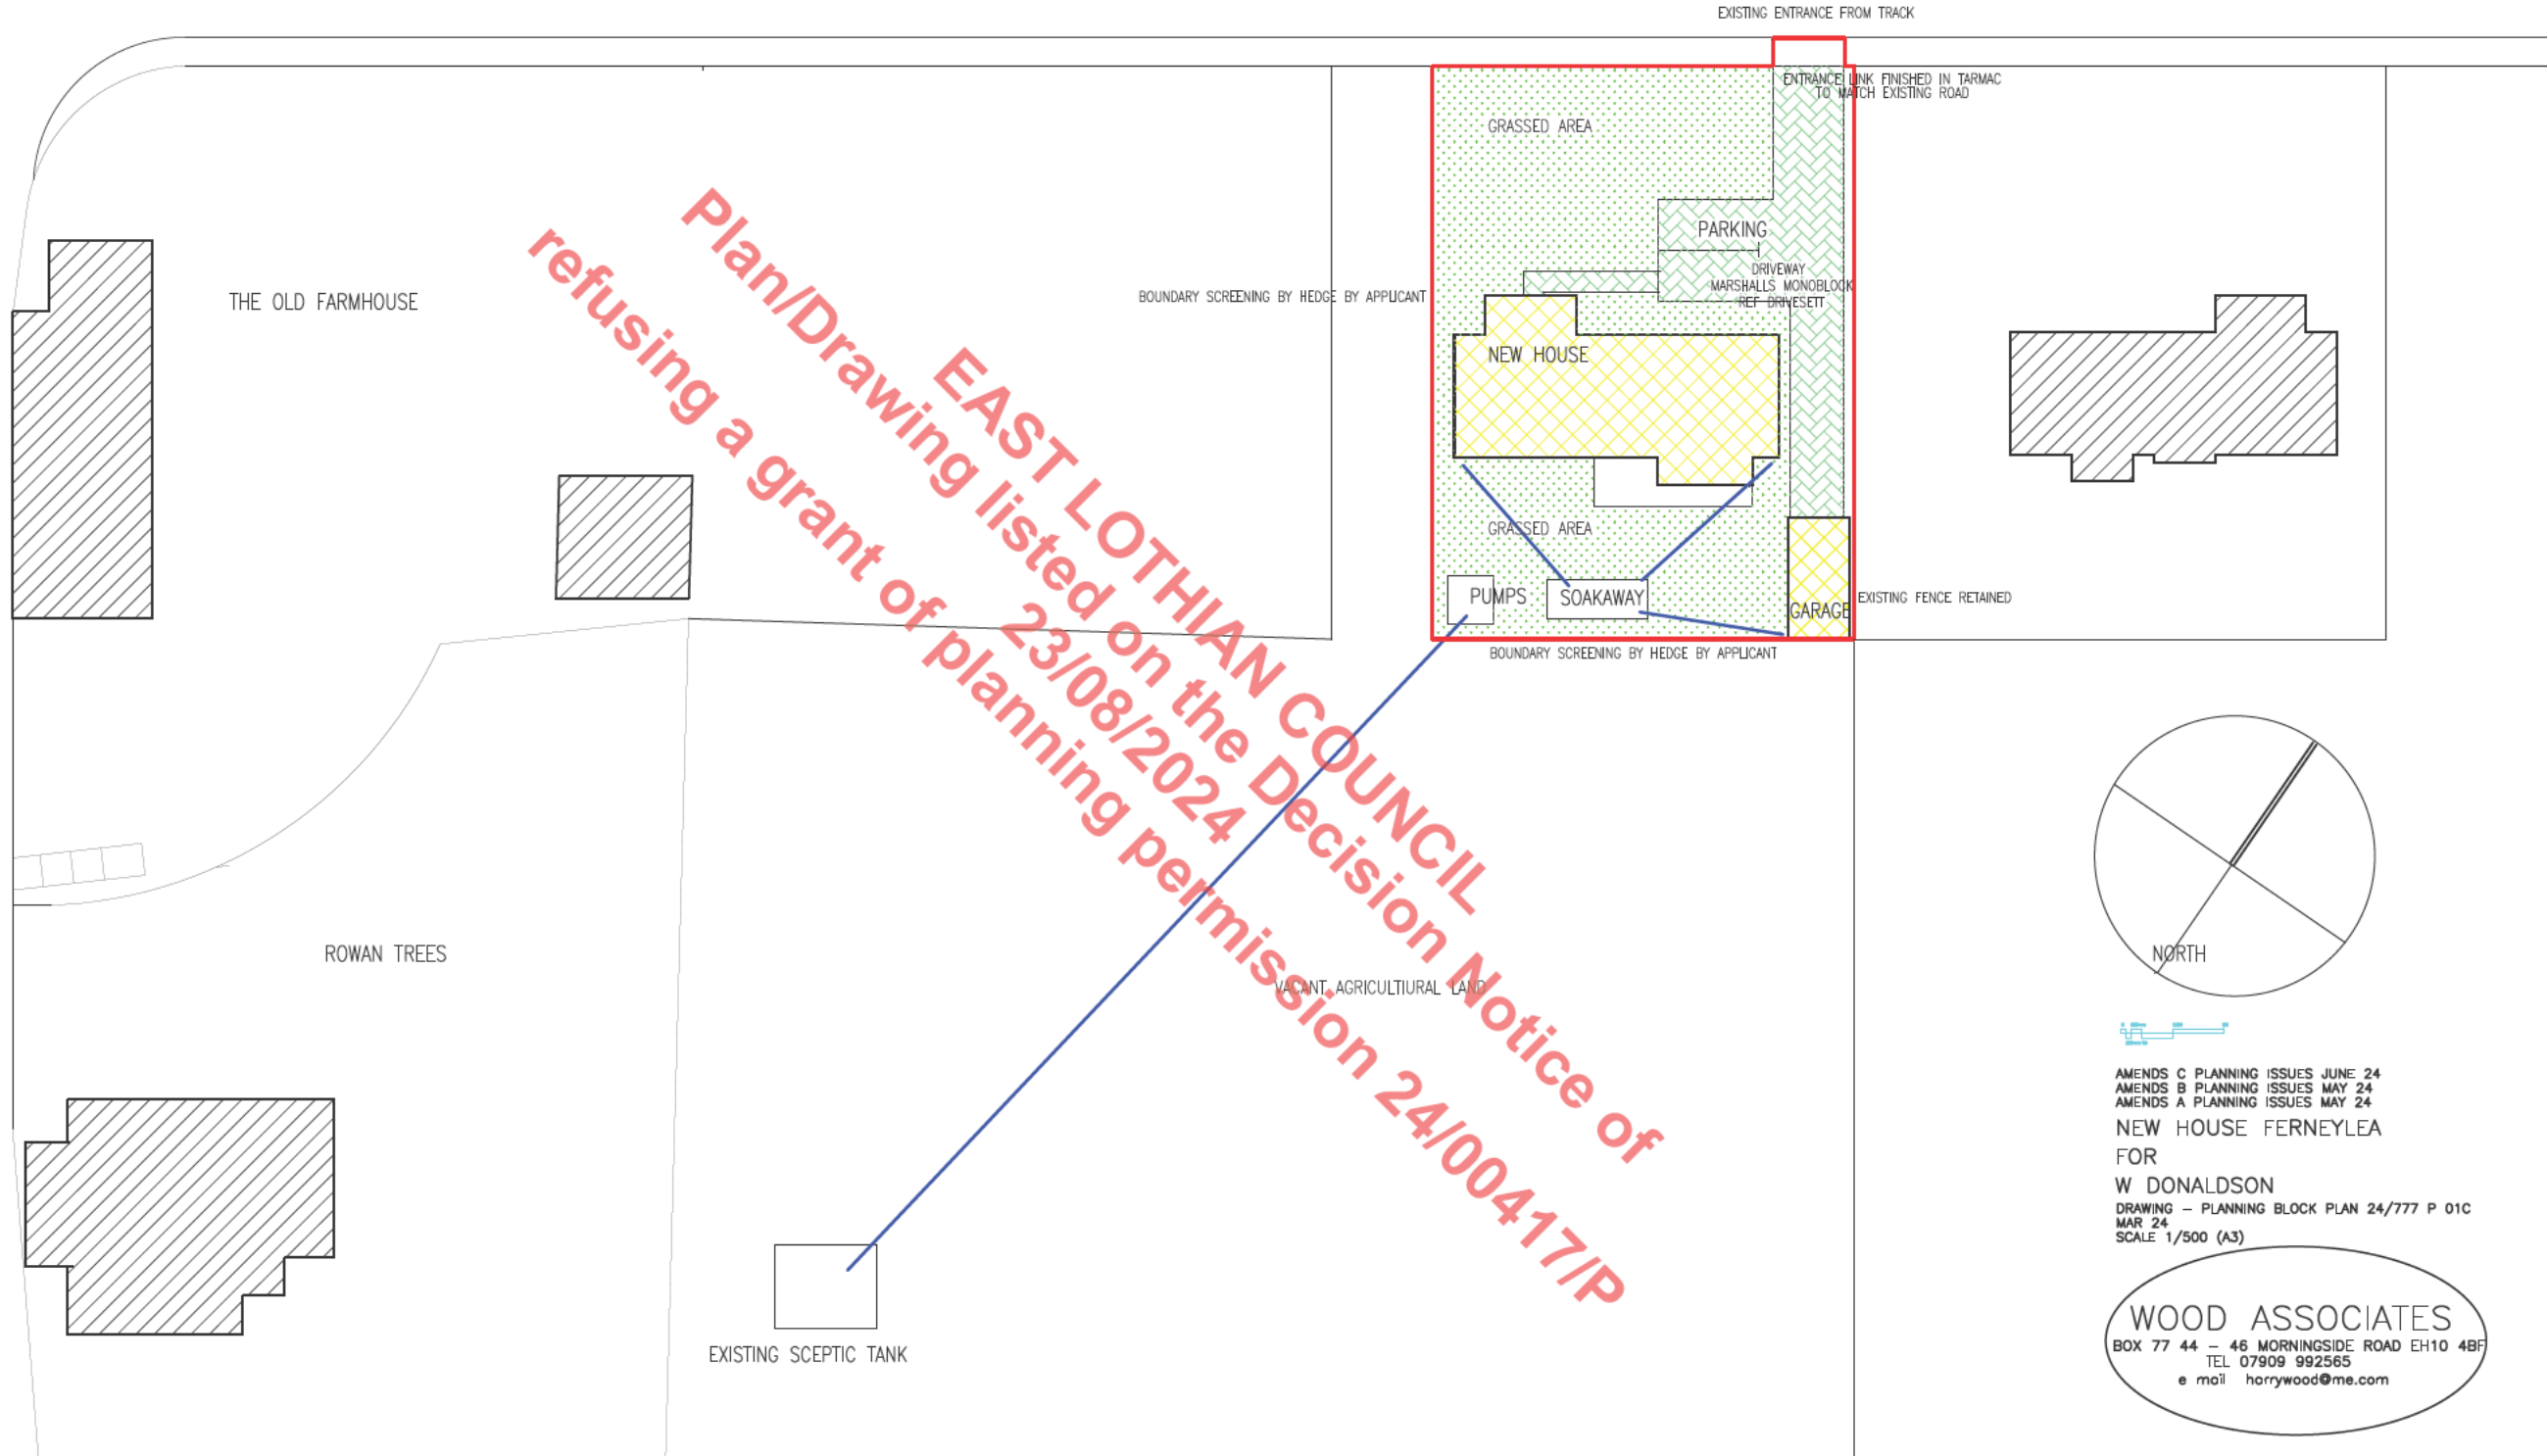 EXISTING ENTRANCE FROM TRACK
ENTRANCE LINK FINISHED IN TARMAC
TO MATCH EXISTING ROAD
GRASSED AREA
PARKING
DRIVEWAY
MARSHALLS MONOBLOCK
REF DRIVESETT
BOUNDARY SCREENING BY HEDGE BY APPLICANT
THE OLD FARMHOUSE
NEW HOUSE
GRASSED AREA
PUMPS
SOAKAWAY
GARAGE
EXISTING FENCE RETAINED
BOUNDARY SCREENING BY HEDGE BY APPLICANT
EAST LOTHIAN COUNCIL
Plan/Drawing listed on the Decision Notice of
23/08/2024
refusing a grant of planning permission 24/00417/P
ROWAN TREES
VACANT AGRICULTIURAL LAND
EXISTING SCEPTIC TANK
NORTH
AMENDS C PLANNING ISSUES JUNE 24
AMENDS B PLANNING ISSUES MAY 24
AMENDS A PLANNING ISSUES MAY 24
NEW HOUSE FERNEYLEA
FOR
W DONALDSON
DRAWING – PLANNING BLOCK PLAN 24/777 P 01C
MAR 24
SCALE 1/500 (A3)
WOOD ASSOCIATES
BOX 77 44 – 46 MORNINGSIDE ROAD EH10 4BF
TEL 07909 992565
e mail harrywood@me.com